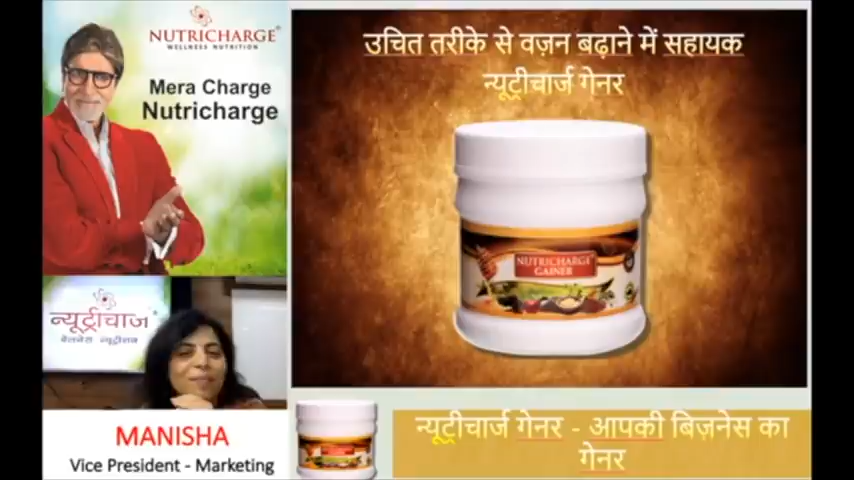 NUTRICHARGE®
WELLNESS NUTRITION
Mera Charge
Nutricharge
उचित तरीके से वज़न बढ़ाने में सहायक
न्यूट्रीचार्ज गेनर
NUTRICHARGE®
GAINER
न्यूट्रीचार्ज®
वेलनेस न्यूट्रीशन
MANISHA
Vice President - Marketing
न्यूट्रीचार्ज गेनर - आपकी बिज़नेस का
गेनर